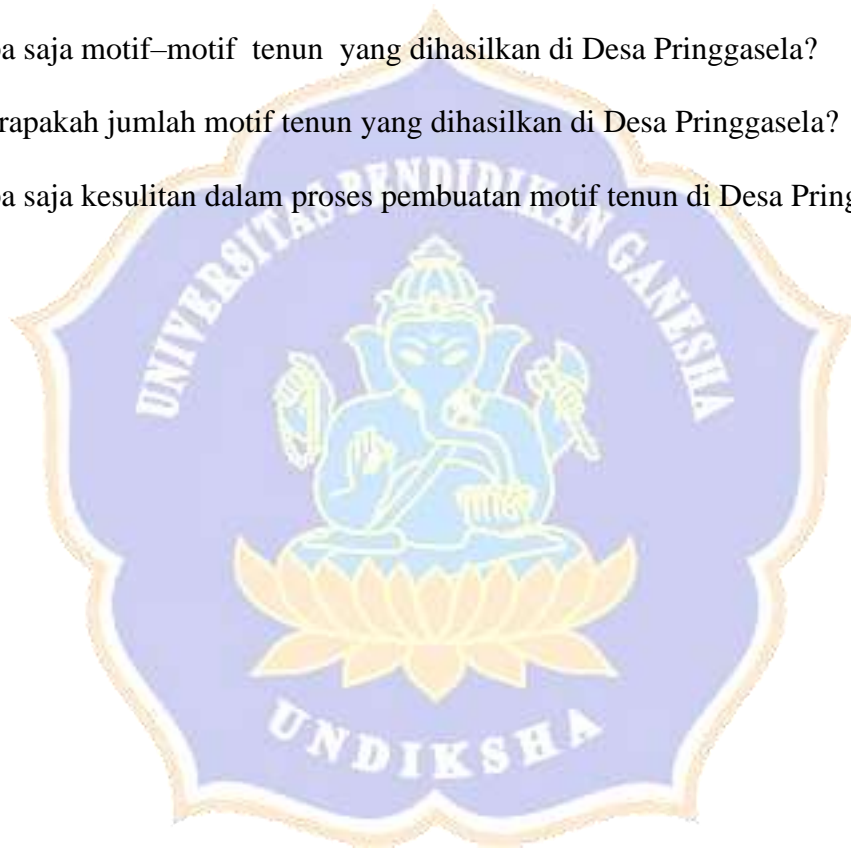 a saja motif–motif tenun yang dihasilkan di Desa Pringgasela?
rapakah jumlah motif tenun yang dihasilkan di Desa Pringgasela?
a saja kesulitan dalam proses pembuatan motif tenun di Desa Pring
UNIVERSITAS PENDIDIKAN GANESHA
UNDIKSHA